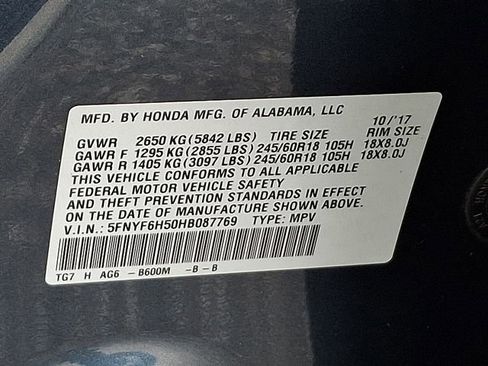 MFD. BY HONDA MFG. OF ALABAMA, LLC 10/'17
GVWR 2650 KG (5842 LBS) TIRE SIZE RIM SIZE
GAWR F 1295 KG (2855 LBS) 245/60R18 105H 18X8.0J
GAWR R 1405 KG (3097 LBS) 245/60R18 105H 18X8.0J
THIS VEHICLE CONFORMS TO ALL APPLICABLE
FEDERAL MOTOR VEHICLE SAFETY
AND THEFT PREVENTION STANDARDS IN EFFECT
ON THE DATE OF MANUFACTURE SHOWN ABOVE.
V.I.N.: 5FNYF6H50HB087769 TYPE: MPV
TG7 H AG6 -B600M -B-B